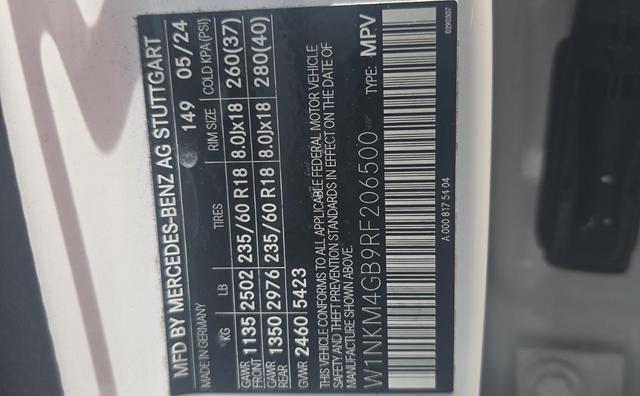 MFD BY MERCEDES-BENZ AG STUTTGART
MADE IN GERMANY 149 05/24
KG LB TIRES RIM SIZE COLD KPA (PSI)
GAWR FRONT 1135 2502 235/60 R18 8.0Jx18 260(37)
GAWR REAR 1350 2976 235/60 R18 8.0Jx18 280(40)
GVWR 2460 5423
THIS VEHICLE CONFORMS TO ALL APPLICABLE FEDERAL MOTOR VEHICLE
SAFETY AND THEFT PREVENTION STANDARDS IN EFFECT ON THE DATE OF
MANUFACTURE SHOWN ABOVE.
TYPE: MPV
W1NKM4GB9RF206500
A 000 817 54 04
0290307